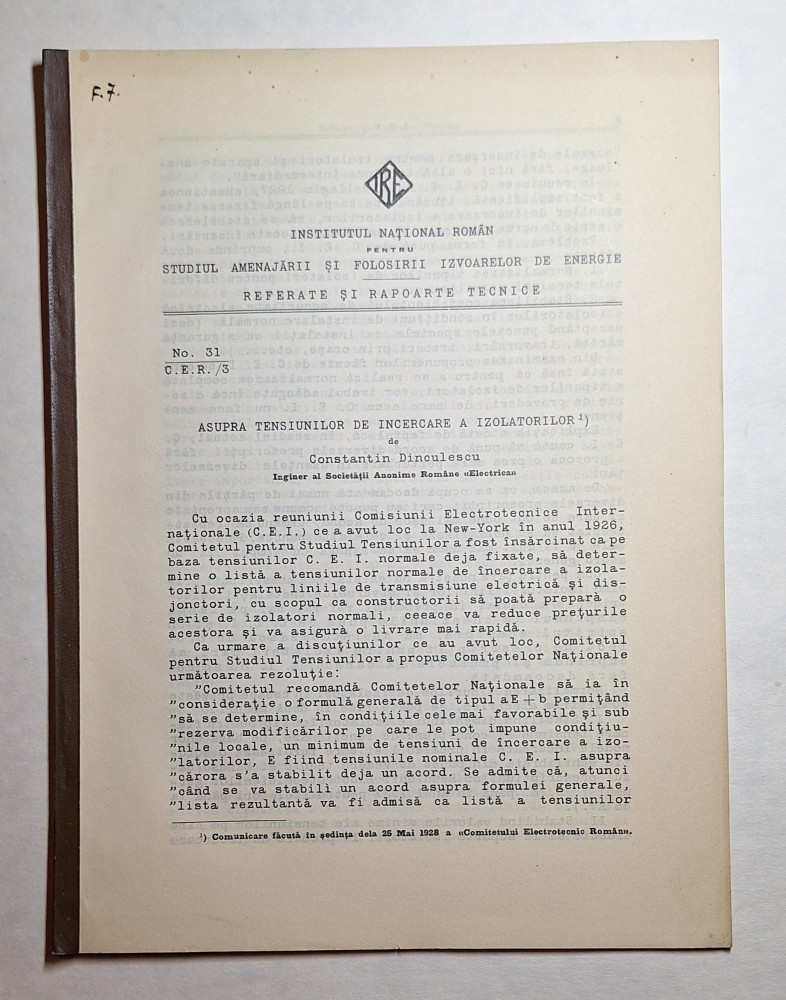 F.7.
IRE
INSTITUTUL NAŢIONAL ROMÂN
PENTRU
STUDIUL AMENAJĂRII ŞI FOLOSIRII IZVOARELOR DE ENERGIE
REFERATE ŞI RAPOARTE TECNICE
No. 31
C.E.R./3
ASUPRA TENSIUNILOR DE INCERCARE A IZOLATORILOR ¹)
de
Constantin Dinculescu
Inginer al Societăţii Anonime Române «Electrica»
Cu ocazia reuniunii Comisiunii Electrotecnice Inter-
naţionale (C.E.I.) ce a avut loc la New-York în anul 1926,
Comitetul pentru Studiul Tensiunilor a fost însărcinat ca pe
baza tensiunilor C. E. I. normale deja fixate, să deter-
mine o listă a tensiunilor normale de încercare a izola-
torilor pentru liniile de transmisiune electrică şi dis-
jonctori, cu scopul ca constructorii să poată prepară o
serie de izolatori normali, ceeace va reduce preţurile
acestora şi va asigură o livrare mai rapidă.
Ca urmare a discuţiunilor ce au avut loc, Comitetul
pentru Studiul Tensiunilor a propus Comitetelor Naţionale
următoarea rezoluţie:
"Comitetul recomandă Comitetelor Naţionale să ia în
"consideraţie o formulă generală de tipul aE + b permiţând
"să se determine, în condiţiile cele mai favorabile şi sub
"rezerva modificărilor pe care le pot impune condiţiu-
"nile locale, un minimum de tensiuni de încercare a izo-
"latorilor, E fiind tensiunile nominale C. E. I. asupra
"cărora s'a stabilit deja un acord. Se admite că, atunci
"când se va stabilì un acord asupra formulei generale,
"lista rezultantă va fi admisă ca listă a tensiunilor
¹) Comunicare făcută în şedinţa dela 25 Mai 1928 a «Comitetului Electrotecnic Român».